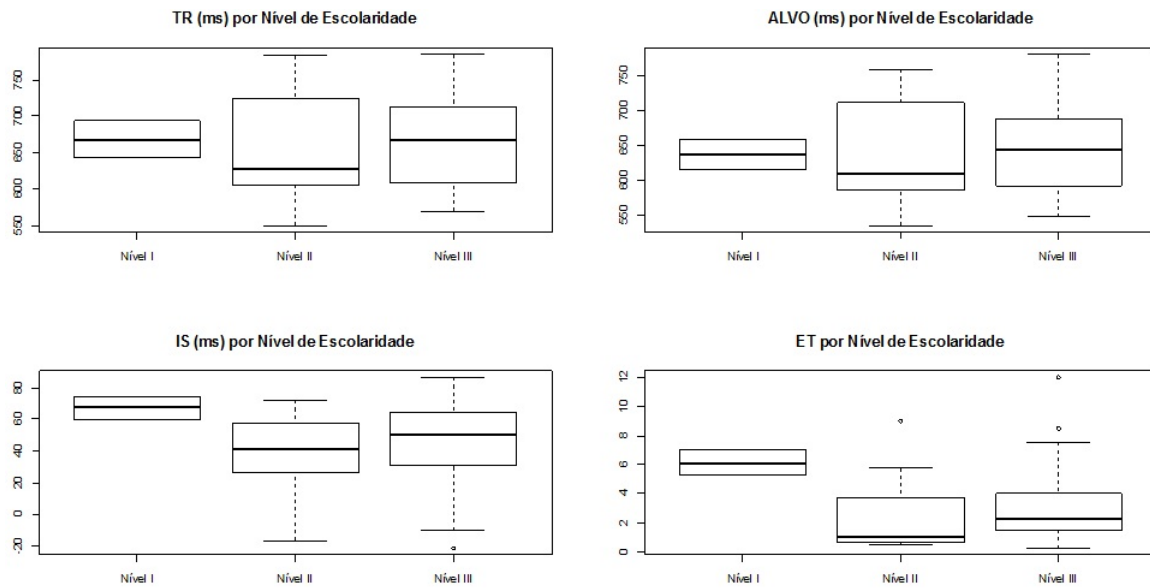 TR (ms) por Nível de Escolaridade
750
700
650
600
550
Nível I Nível II Nível III
ALVO (ms) por Nível de Escolaridade
750
700
650
600
550
Nível I Nível II Nível III
IS (ms) por Nível de Escolaridade
80
60
40
20
0
-20
Nível I Nível II Nível III
ET por Nível de Escolaridade
12
10
8
6
4
2
0
Nível I Nível II Nível III